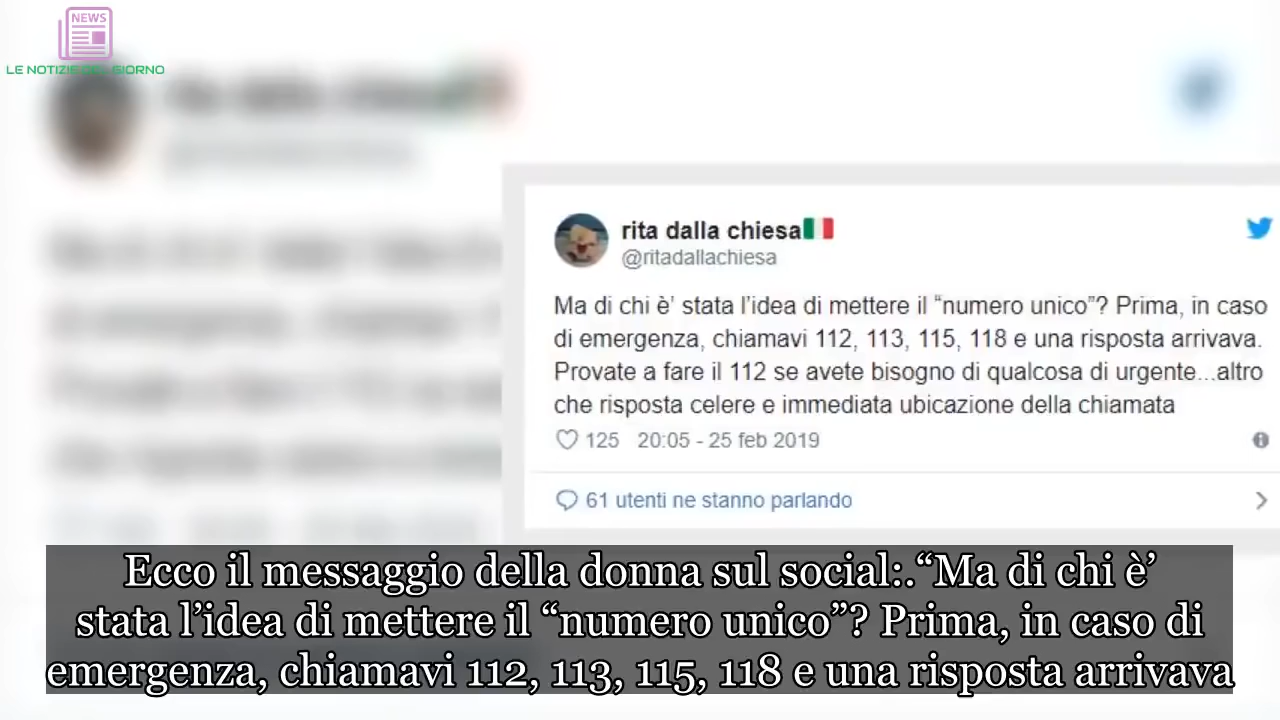 NEWS
LE NOTIZIE DEL GIORNO
rita dalla chiesa
@ritadallachiesa
Ma di chi è' stata l'idea di mettere il “numero unico”? Prima, in caso
di emergenza, chiamavi 112, 113, 115, 118 e una risposta arrivava.
Provate a fare il 112 se avete bisogno di qualcosa di urgente...altro
che risposta celere e immediata ubicazione della chiamata
125 20:05 - 25 feb 2019
61 utenti ne stanno parlando
Ecco il messaggio della donna sul social:.“Ma di chi è’
stata l’idea di mettere il “numero unico”? Prima, in caso di
emergenza, chiamavi 112, 113, 115, 118 e una risposta arrivava